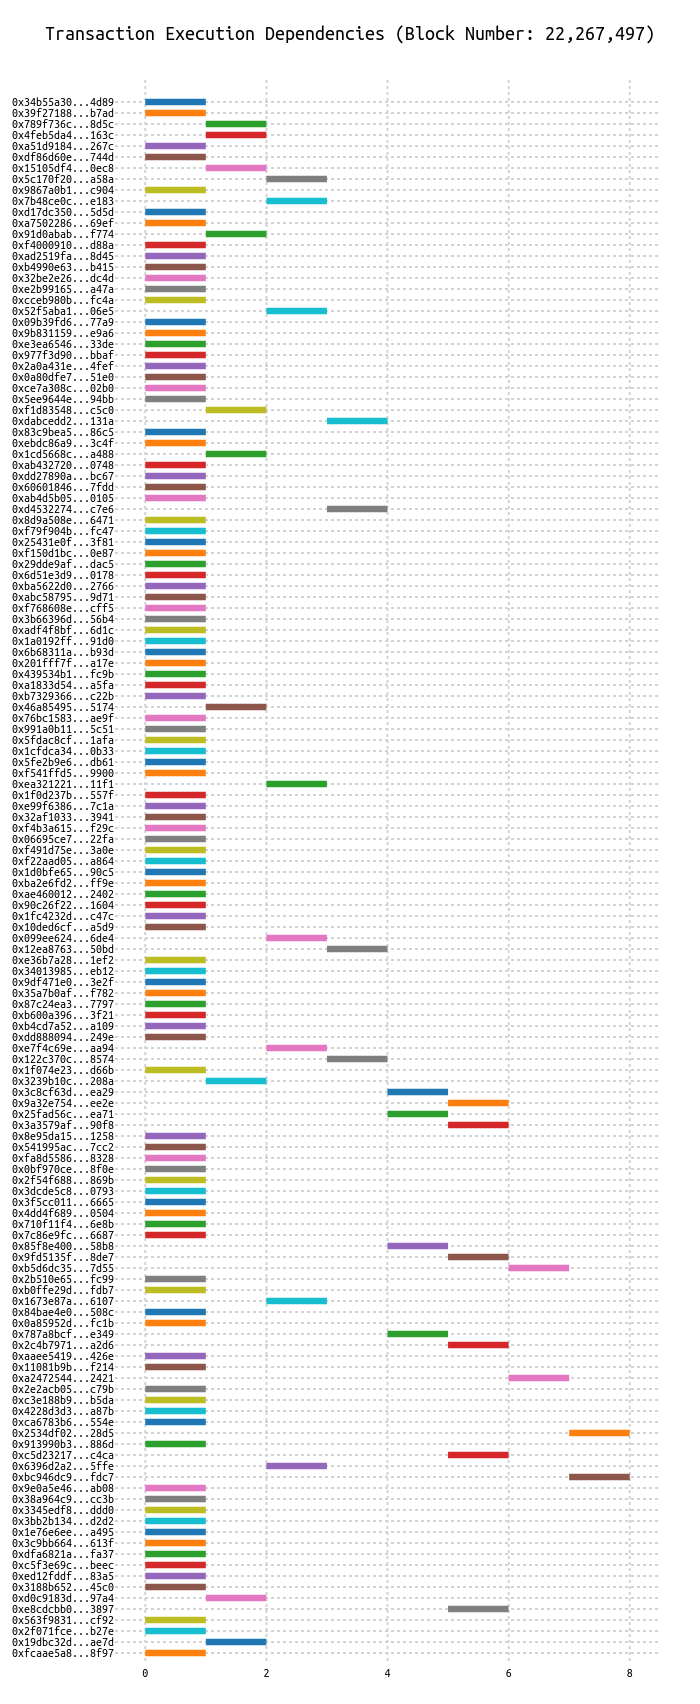 Transaction Execution Dependencies (Block Number: 22,267,497)
0x34b55a30...4d89
0x39f27188...b7ad
0x789f736c...8d5c
0x4feb5da4...163c
0xa51d9184...267c
0xdf86d60e...744d
0x15105df4...0ec8
0x5c170f20...a58a
0x9867a0b1...c904
0x7b48ce0c...e183
0xd17dc350...5d5d
0xa7502286...69ef
0x91d0abab...f774
0xf4000910...d88a
0xad2519fa...8d45
0xb4990e63...b415
0x32be2e26...dc4d
0xe2b99165...a47a
0xcceb980b...fc4a
0x52f5aba1...06e5
0x09b39fd6...77a9
0x9b831159...e9a6
0xe3ea6546...33de
0x977f3d90...bbaf
0x2a0a431e...4fef
0x0a80dfe7...51e0
0xce7a308c...02b0
0x5ee9644e...94bb
0xf1d83548...c5c0
0xdabcedd2...131a
0x83c9bea5...86c5
0xebdc86a9...3c4f
0x1cd5668c...a488
0xab432720...0748
0xdd27890a...bc67
0x60601846...7fdd
0xab4d5b05...0105
0xd4532274...c7e6
0x8d9a508e...6471
0xf79f904b...fc47
0x25431e0f...3f81
0xf150d1bc...0e87
0x29dde9af...dac5
0x6d51e3d9...0178
0xba5622d0...2766
0xabc58795...9d71
0xf768608e...cff5
0x3b66396d...56b4
0xadf4f8bf...6d1c
0x1a0192ff...91d0
0x6b68311a...b93d
0x201fff7f...a17e
0x439534b1...fc9b
0xa1833d54...a5fa
0xb7329366...c22b
0x46a85495...5174
0x76bc1583...ae9f
0x991a0b11...5c51
0x5fdac8cf...1afa
0x1cfdca34...0b33
0x5fe2b9e6...db61
0xf541ffd5...9900
0xea321221...11f1
0x1f0d237b...557f
0xe99f6386...7c1a
0x32af1033...3941
0xf4b3a615...f29c
0x06695ce7...22fa
0xf491d75e...3a0e
0xf22aad05...a864
0x1d0bfe65...90c5
0xba2e6fd2...ff9e
0xae460012...2402
0x90c26f22...1604
0x1fc4232d...c47c
0x10ded6cf...a5d9
0x099ee624...6de4
0x12ea8763...50bd
0xe36b7a28...1ef2
0x34013985...eb12
0x9df471e0...3e2f
0x35a7b0af...f782
0x87c24ea3...7797
0xb600a396...3f21
0xb4cd7a52...a109
0xdd888094...249e
0xe7f4c69e...aa94
0x122c370c...8574
0x1f074e23...d66b
0x3239b10c...208a
0x3c8cf63d...ea29
0x9a32e754...ee2e
0x25fad56c...ea71
0x3a3579af...90f8
0x8e95da15...1258
0x541995ac...7cc2
0xfa8d5586...8328
0x0bf970ce...8f0e
0x2f54f688...869b
0x3dcde5c8...0793
0x3f5cc011...6665
0x4dd4f689...0504
0x710f11f4...6e8b
0x7c86e9fc...6687
0x85f8e400...58b8
0x9fd5135f...8de7
0xb5d6dc35...7d55
0x2b510e65...fc99
0xb0ffe29d...fdb7
0x1673e87a...6107
0x84bae4e0...508c
0x0a85952d...fc1b
0x787a8bcf...e349
0x2c4b7971...a2d6
0xaaee5419...426e
0x11081b9b...f214
0xa2472544...2421
0x2e2acb05...c79b
0xc3e188b9...b5da
0x4228d3d3...a87b
0xca6783b6...554e
0x2534df02...28d5
0x913990b3...886d
0xc5d23217...c4ca
0x6396d2a2...5ffe
0xbc946dc9...fdc7
0x9e0a5e46...ab08
0x38a964c9...cc3b
0x3345edf8...ddd0
0x3bb2b134...d2d2
0x1e76e6ee...a495
0x3c9bb664...613f
0xdfa6821a...fa37
0xc5f3e69c...beec
0xed12fddf...83a5
0x3188b652...45c0
0xd0c9183d...97a4
0xe8cdcbb0...3897
0x563f9831...cf92
0x2f071fce...b27e
0x19dbc32d...ae7d
0xfcaae5a8...8f97
0 2 4 6 8